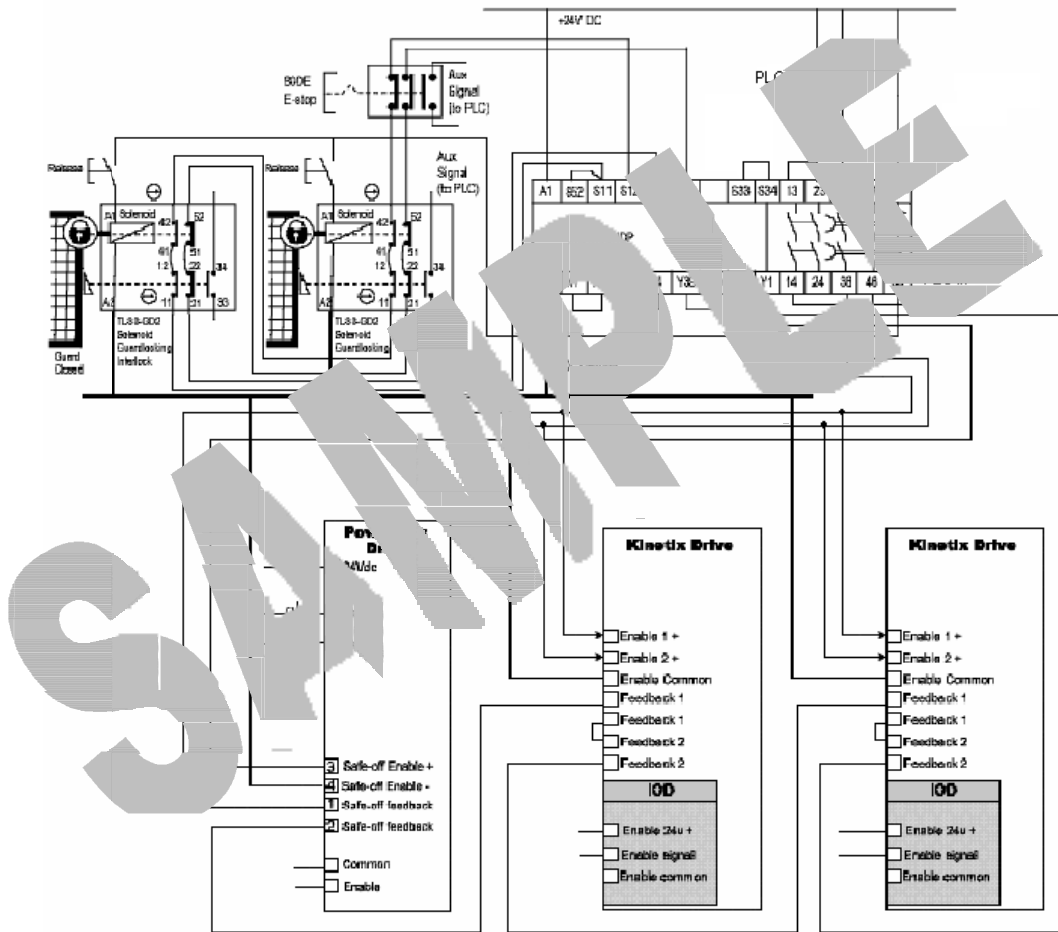 +24V DC
PLC
E-stop
Aux
Signal
(to PLC)
Aux
Signal
(to PLC)
Release
Release
A1 Solenoid 42 52
41 51
12 22 34
A2 11 21 33
TLS3-GD2
Solenoid
Guardlocking
Interlock
Guard
Closed
A1 Solenoid 42 52
41 51
12 22 34
A2 11 21
TLS3-GD2
Solenoid
Guardlocking
Interlock
A1 S52 S11 S12 S33 S34 13 23
Y1 14 24 38 48
SAMPLE
24Vdc
3 Safe-off Enable +
4 Safe-off Enable -
1 Safe-off feedback
2 Safe-off feedback
Common
Enable
Kinetix Drive
Enable 1 +
Enable 2 +
Enable Common
Feedback 1
Feedback 1
Feedback 2
Feedback 2
IOD
Enable 24v +
Enable signal
Enable common
Kinetix Drive
Enable 1 +
Enable 2 +
Enable Common
Feedback 1
Feedback 1
Feedback 2
Feedback 2
IOD
Enable 24v +
Enable signal
Enable common